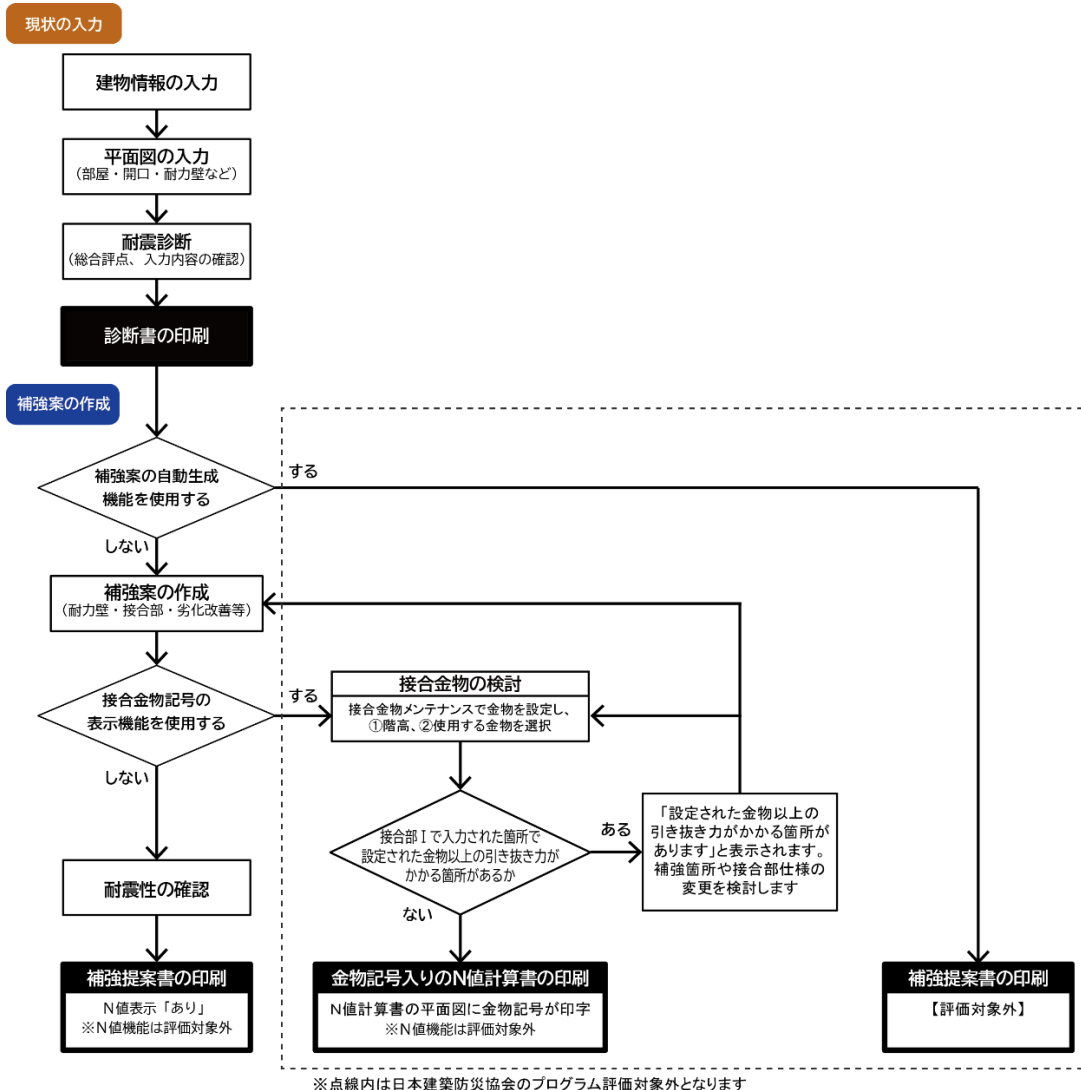 現状の入力
建物情報の入力
平面図の入力
（部屋・開口・耐力壁など）
耐震診断
（総合評点、入力内容の確認）
診断書の印刷
補強案の作成
補強案の自動生成
機能を使用する
する
しない
補強案の作成
（耐力壁・接合部・劣化改善等）
接合金物記号の
表示機能を使用する
する
しない
接合金物の検討
接合金物メンテナンスで金物を設定し、
①階高、②使用する金物を選択
接合部Ⅰで入力された箇所で
設定された金物以上の引き抜き力が
かかる箇所があるか
ある
ない
「設定された金物以上の
引き抜き力がかかる箇所が
あります」と表示されます。
補強箇所や接合部仕様の
変更を検討します
耐震性の確認
補強提案書の印刷
N値表示「あり」
※N値機能は評価対象外
金物記号入りのN値計算書の印刷
N値計算書の平面図に金物記号が印字
※N値機能は評価対象外
補強提案書の印刷
【評価対象外】
※点線内は日本建築防災協会のプログラム評価対象外となります